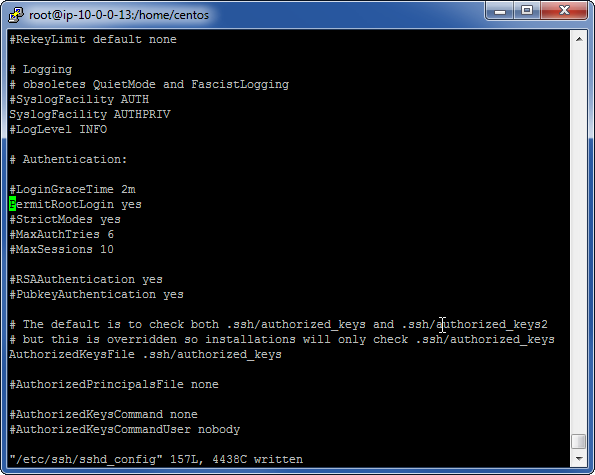 root@ip-10-0-0-13:/home/centos
#RekeyLimit default none
# Logging
# obsoletes QuietMode and FascistLogging
#SyslogFacility AUTH
SyslogFacility AUTHPRIV
#LogLevel INFO
# Authentication:
#LoginGraceTime 2m
PermitRootLogin yes
#StrictModes yes
#MaxAuthTries 6
#MaxSessions 10
#RSAAuthentication yes
#PubkeyAuthentication yes
# The default is to check both .ssh/authorized_keys and .ssh/authorized_keys2
# but this is overridden so installations will only check .ssh/authorized_keys
AuthorizedKeysFile .ssh/authorized_keys
#AuthorizedPrincipalsFile none
#AuthorizedKeysCommand none
#AuthorizedKeysCommandUser nobody
"/etc/ssh/sshd_config" 157L, 4438C written